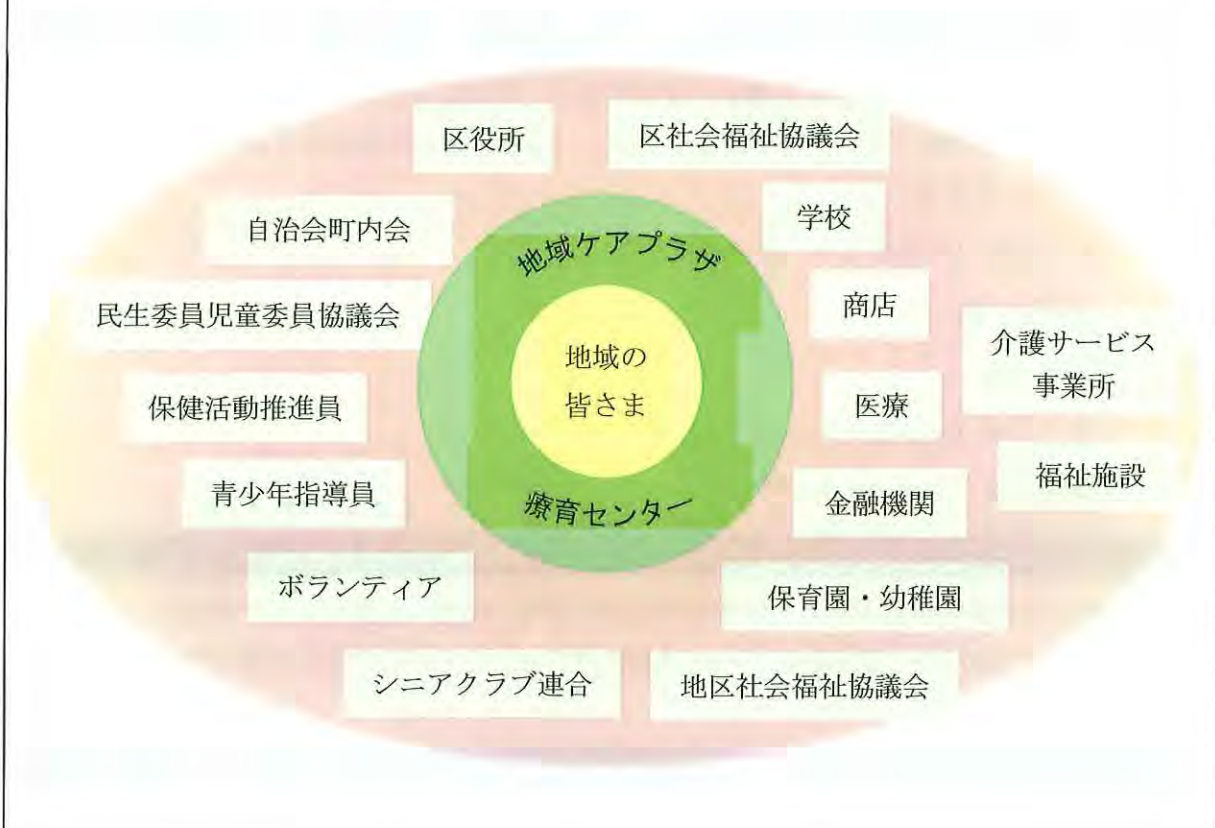 区役所
区社会福祉協議会
自治会町内会
学校
地域ケアプラザ
民生委員児童委員協議会
商店
介護サービス
事業所
地域の
皆さま
保健活動推進員
医療
青少年指導員
療育センター
金融機関
福祉施設
ボランティア
保育園・幼稚園
シニアクラブ連合
地区社会福祉協議会